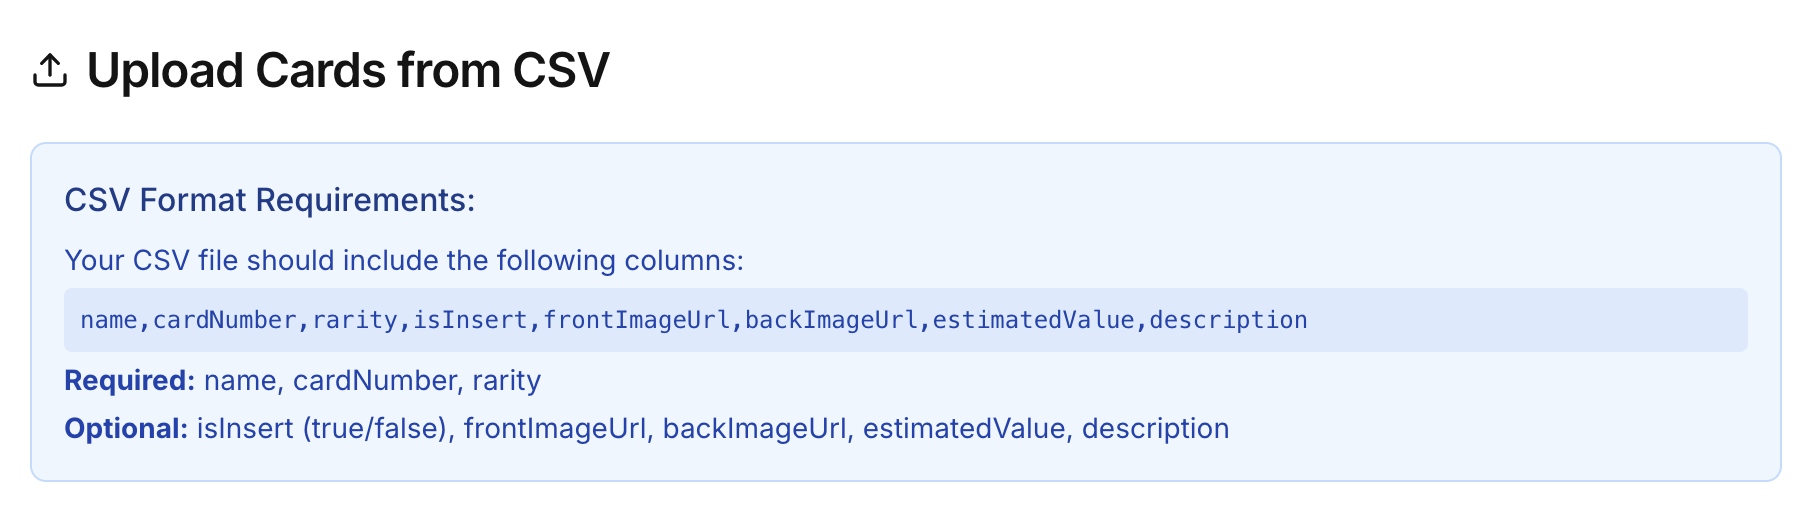 Upload Cards from CSV
CSV Format Requirements:
Your CSV file should include the following columns:
name,cardNumber,rarity,isInsert,frontImageUrl,backImageUrl,estimatedValue,description
Required: name, cardNumber, rarity
Optional: isInsert (true/false), frontImageUrl, backImageUrl, estimatedValue, description